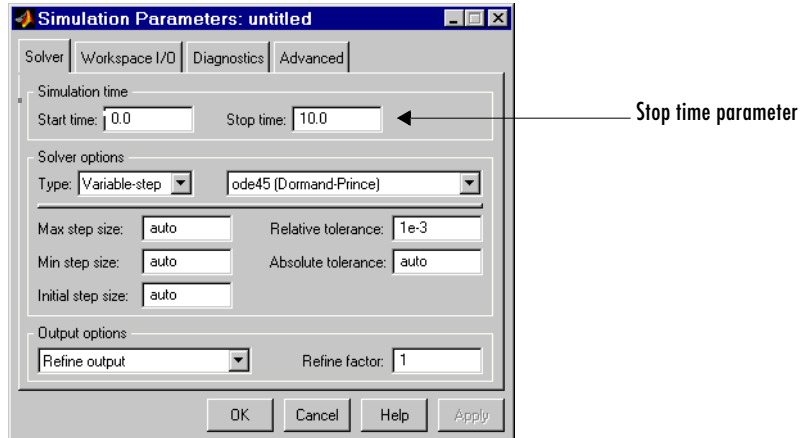 Simulation Parameters: untitled
Solver Workspace I/O Diagnostics Advanced
Simulation time
Start time: 0.0 Stop time: 10.0 Stop time parameter
Solver options
Type: Variable-step ode45 (Dormand-Prince)
Max step size: auto Relative tolerance: 1e-3
Min step size: auto Absolute tolerance: auto
Initial step size: auto
Output options
Refine output Refine factor: 1
OK Cancel Help Apply